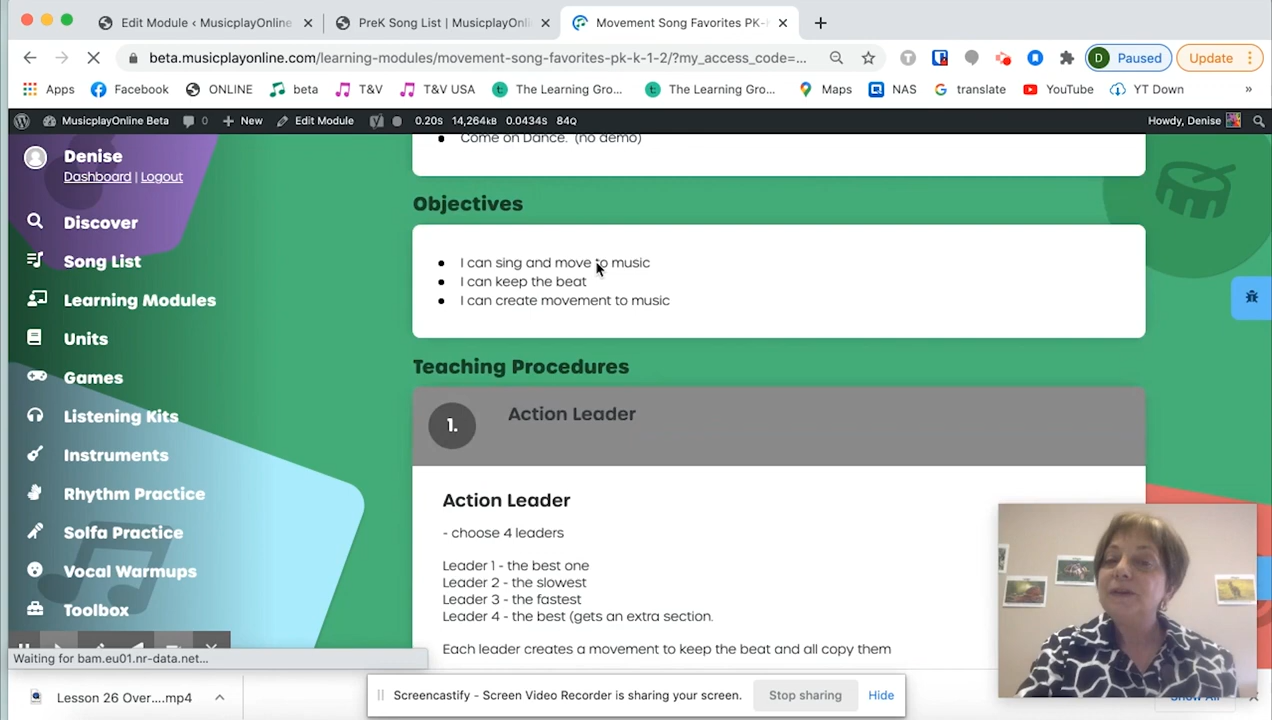 Edit Module ‹ MusicplayOnline
PreK Song List | MusicplayOnli
Movement Song Favorites PK-
beta.musicplayonline.com/learning-modules/movement-song-favorites-pk-k-1-2/?my_access_code=...
D Paused
Update
Apps
Facebook
ONLINE
beta
T&V
T&V USA
The Learning Gro...
The Learning Gro...
Maps
NAS
translate
YouTube
YT Down
»
MusicplayOnline Beta
0
New
Edit Module
0.20s 14,264kB 0.0434s 84Q
Howdy, Denise
Denise
Dashboard | Logout
Discover
Song List
Learning Modules
Units
Games
Listening Kits
Instruments
Rhythm Practice
Solfa Practice
Vocal Warmups
Toolbox
Come on Dance. (no demo)
Objectives
I can sing and move to music
I can keep the beat
I can create movement to music
Teaching Procedures
1. Action Leader
Action Leader
- choose 4 leaders
Leader 1 - the best one
Leader 2 - the slowest
Leader 3 - the fastest
Leader 4 - the best (gets an extra section.
Each leader creates a movement to keep the beat and all copy them
Waiting for bam.eu01.nr-data.net...
Lesson 26 Over....mp4
Screencastify - Screen Video Recorder is sharing your screen.
Stop sharing
Hide
Show All